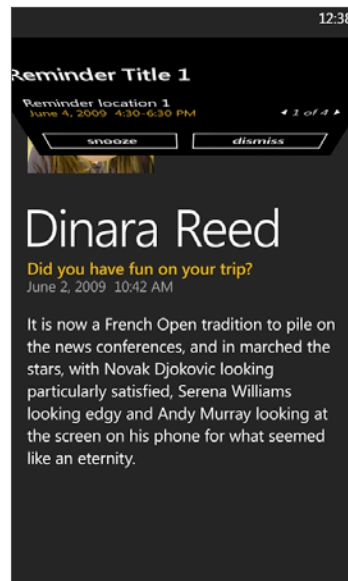 12:38
Reminder Title 1
Reminder location 1
June 4, 2009 4:30-6:30 PM
1 of 4
snooze dismiss
Dinara Reed
Did you have fun on your trip?
June 2, 2009 10:42 AM
It is now a French Open tradition to pile on
the news conferences, and in marched the
stars, with Novak Djokovic looking
particularly satisfied, Serena Williams
looking edgy and Andy Murray looking at
the screen on his phone for what seemed
like an eternity.